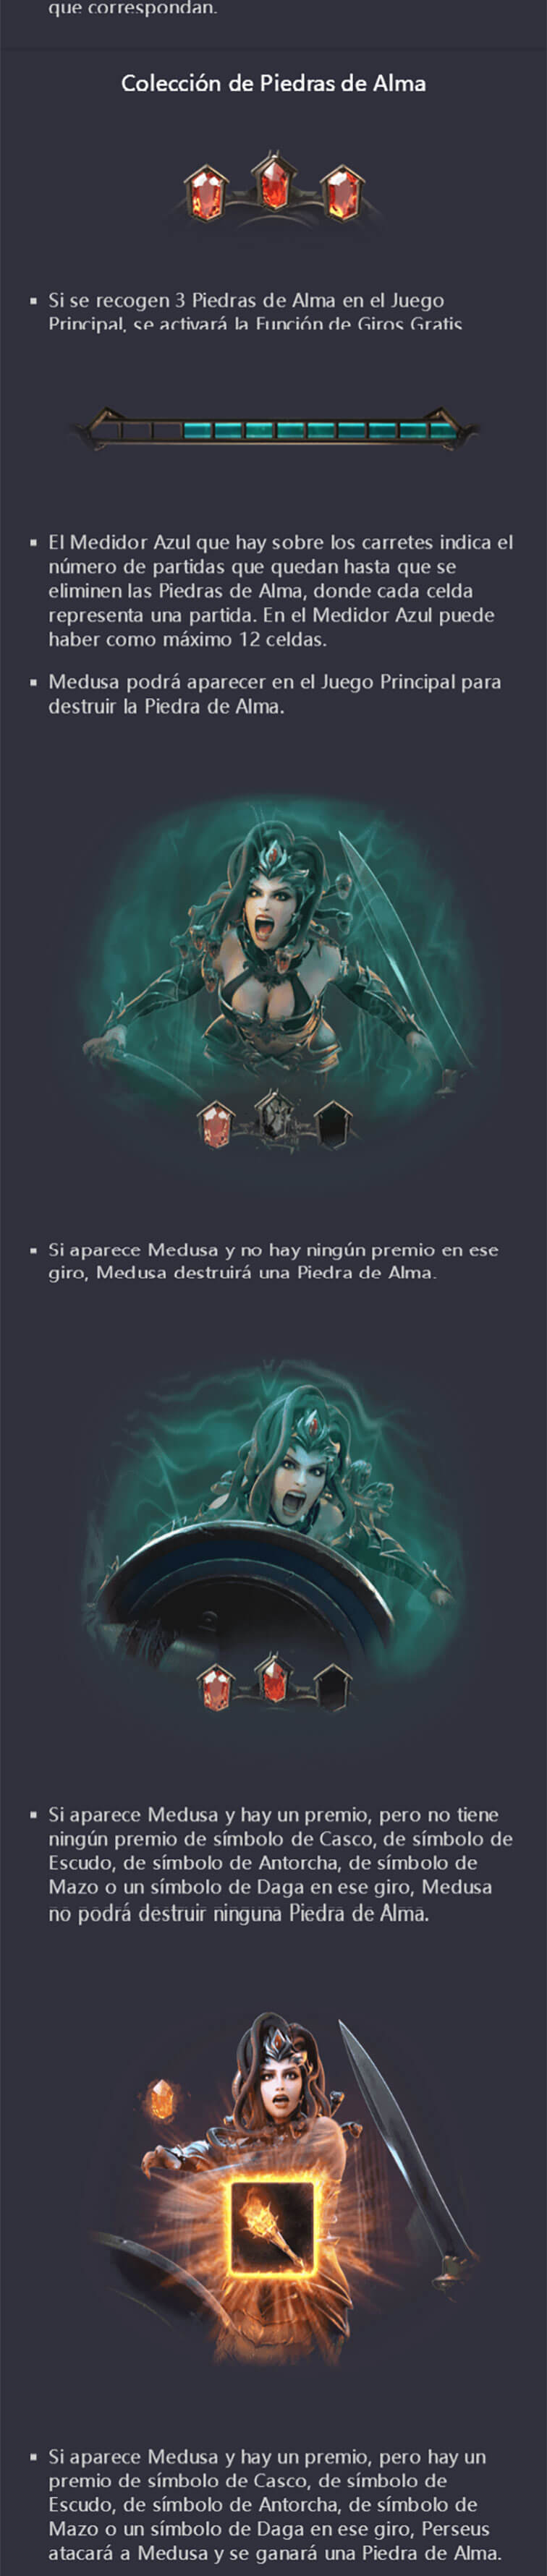 que correspondan.
Colección de Piedras de Alma
▪ Si se recogen 3 Piedras de Alma en el Juego
Principal, se activará la Función de Giros Gratis
▪ El Medidor Azul que hay sobre los carretes indica el
número de partidas que quedan hasta que se
eliminen las Piedras de Alma, donde cada celda
representa una partida. En el Medidor Azul puede
haber como máximo 12 celdas.
▪ Medusa podrá aparecer en el Juego Principal para
destruir la Piedra de Alma.
▪ Si aparece Medusa y no hay ningún premio en ese
giro, Medusa destruirá una Piedra de Alma.
▪ Si aparece Medusa y hay un premio, pero no tiene
ningún premio de símbolo de Casco, de símbolo de
Escudo, de símbolo de Antorcha, de símbolo de
Mazo o un símbolo de Daga en ese giro, Medusa
no podrá destruir ninguna Piedra de Alma.
▪ Si aparece Medusa y hay un premio, pero hay un
premio de símbolo de Casco, de símbolo de
Escudo, de símbolo de Antorcha, de símbolo de
Mazo o un símbolo de Daga en ese giro, Perseus
atacará a Medusa y se ganará una Piedra de Alma.